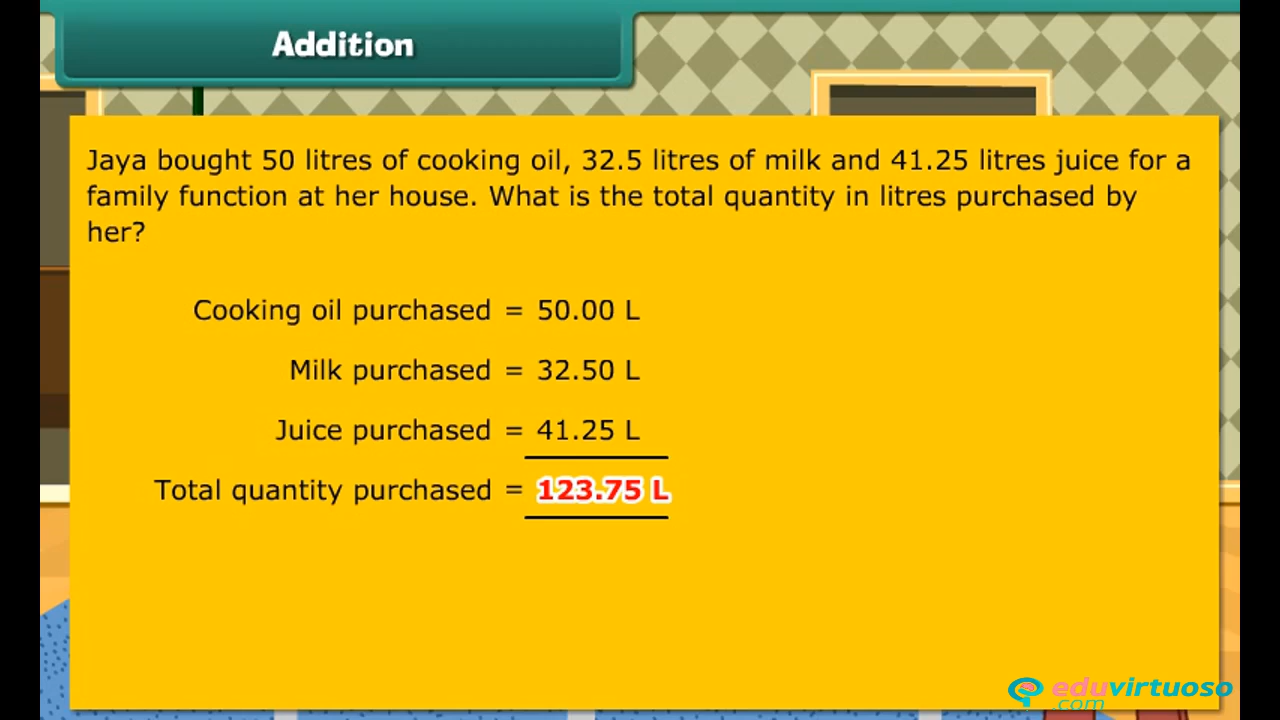 Addition
Jaya bought 50 litres of cooking oil, 32.5 litres of milk and 41.25 litres juice for a
family function at her house. What is the total quantity in litres purchased by
her?
Cooking oil purchased = 50.00 L
Milk purchased = 32.50 L
Juice purchased = 41.25 L
Total quantity purchased = 123.75 L
eduvirtuoso
.com